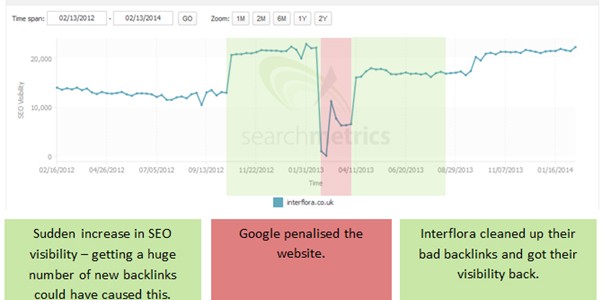 Time span: 02/13/2012 - 02/13/2014 GO Zoom: 1M 2M 6M 1Y 2Y
20,000
10,000
0
SEO Visibility
searchmetrics
02/16/2012 04/26/2012 07/05/2012 09/13/2012 11/22/2012 01/31/2013 04/11/2013 06/20/2013 08/29/2013 11/07/2013 01/16/2014
Time
interflora.co.uk
Sudden increase in SEO
visibility – getting a huge
number of new backlinks
could have caused this.
Google penalised the
website.
Interflora cleaned up their
bad backlinks and got their
visibility back.